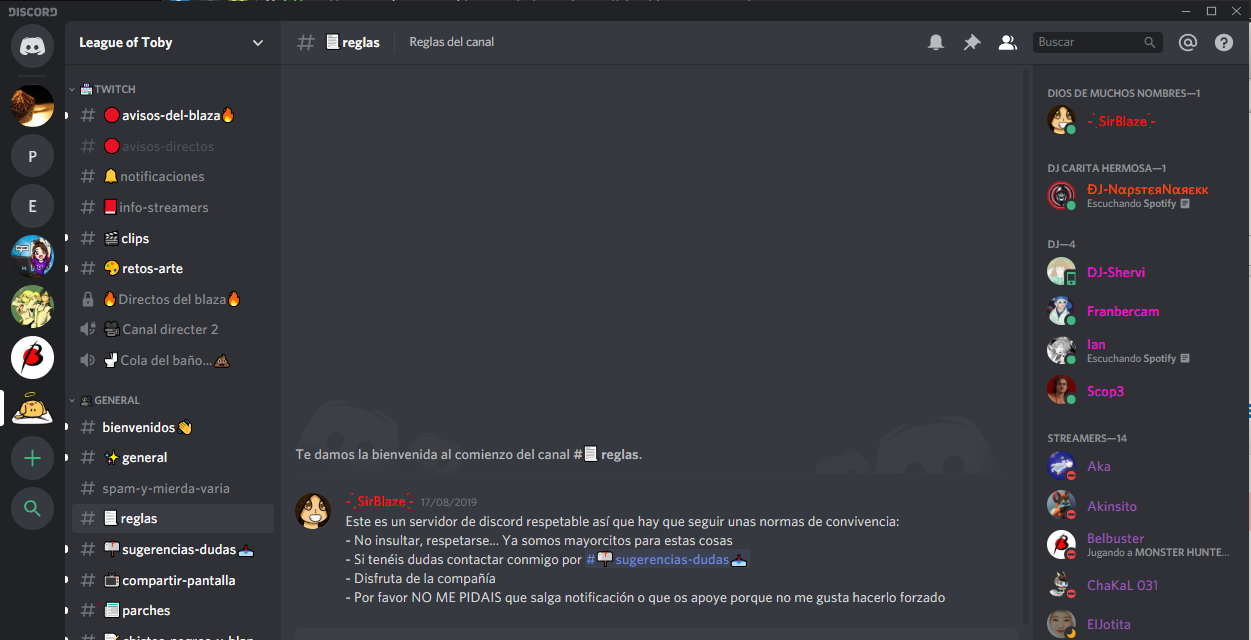 DISCORD
League of Toby
# 📃reglas
Reglas del canal
Buscar
TWITCH
# 🔴avisos-del-blaza🔥
# 🔴avisos-directos
# 🔔notificaciones
# 📕info-streamers
# 🎬clips
# 🎨retos-arte
🔥Directos del blaza🔥
🎥Canal directer 2
🚽Cola del baño...💩
GENERAL
# bienvenidos👋
# ✨general
# spam-y-mierda-varia
# 📃reglas
# 📬sugerencias-dudas📥
# 📺compartir-pantalla
# 📰parches
P
E
Te damos la bienvenida al comienzo del canal #📃reglas.
-ˋSirBlazeˊ- 17/08/2019
Este es un servidor de discord respetable así que hay que seguir unas normas de convivencia:
- No insultar, respetarse... Ya somos mayorcitos para estas cosas
- Si tenéis dudas contactar conmigo por #📬sugerencias-dudas📥
- Disfruta de la compañía
- Por favor NO ME PIDAIS que salga notificación o que os apoye porque no me gusta hacerlo forzado
DIOS DE MUCHOS NOMBRES—1
-ˋSirBlazeˊ-
DJ CARITA HERMOSA—1
ĐJ-NαρѕтєяNαяєкк
Escuchando Spotify
DJ—4
DJ-Shervi
Franbercam
Ian
Escuchando Spotify
Scop3
STREAMERS—14
Aka
Akinsito
Belbuster
Jugando a MONSTER HUNTE...
ChaKaL 031
ElJotita